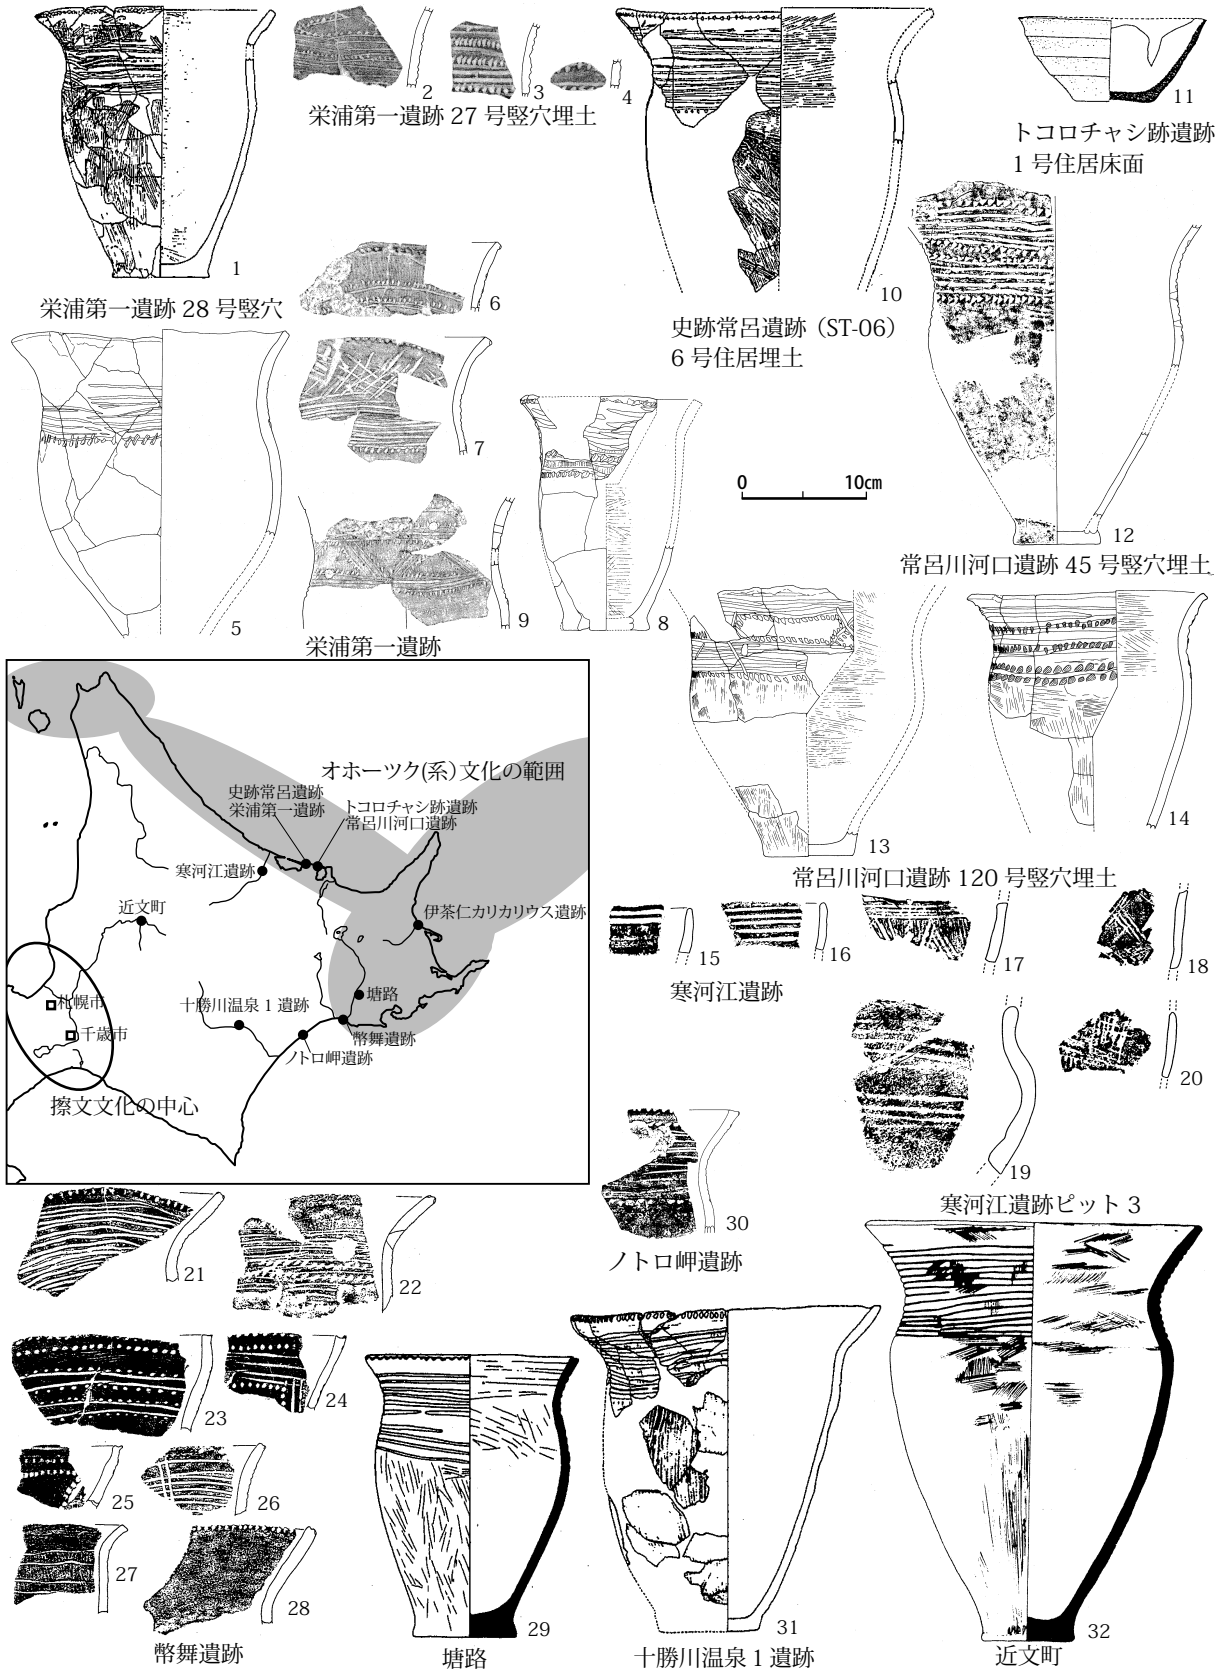 1
栄浦第一遺跡 28 号竪穴
2
3
4
栄浦第一遺跡 27 号竪穴埋土
10
史跡常呂遺跡（ST-06）
6 号住居埋土
11
トコロチャシ跡遺跡
1 号住居床面
5
6
7
8
9
栄浦第一遺跡
0
10cm
12
常呂川河口遺跡 45 号竪穴埋土
13
14
常呂川河口遺跡 120 号竪穴埋土
オホーツク(系)文化の範囲
史跡常呂遺跡
栄浦第一遺跡
トコロチャシ跡遺跡
常呂川河口遺跡
寒河江遺跡
近文町
伊茶仁カリカリウス遺跡
札幌市
千歳市
十勝川温泉 1 遺跡
塘路
幣舞遺跡
ノトロ岬遺跡
擦文文化の中心
15
16
寒河江遺跡
17
18
19
20
寒河江遺跡ピット 3
30
ノトロ岬遺跡
21
22
23
24
25
26
27
28
幣舞遺跡
29
塘路
31
十勝川温泉 1 遺跡
32
近文町